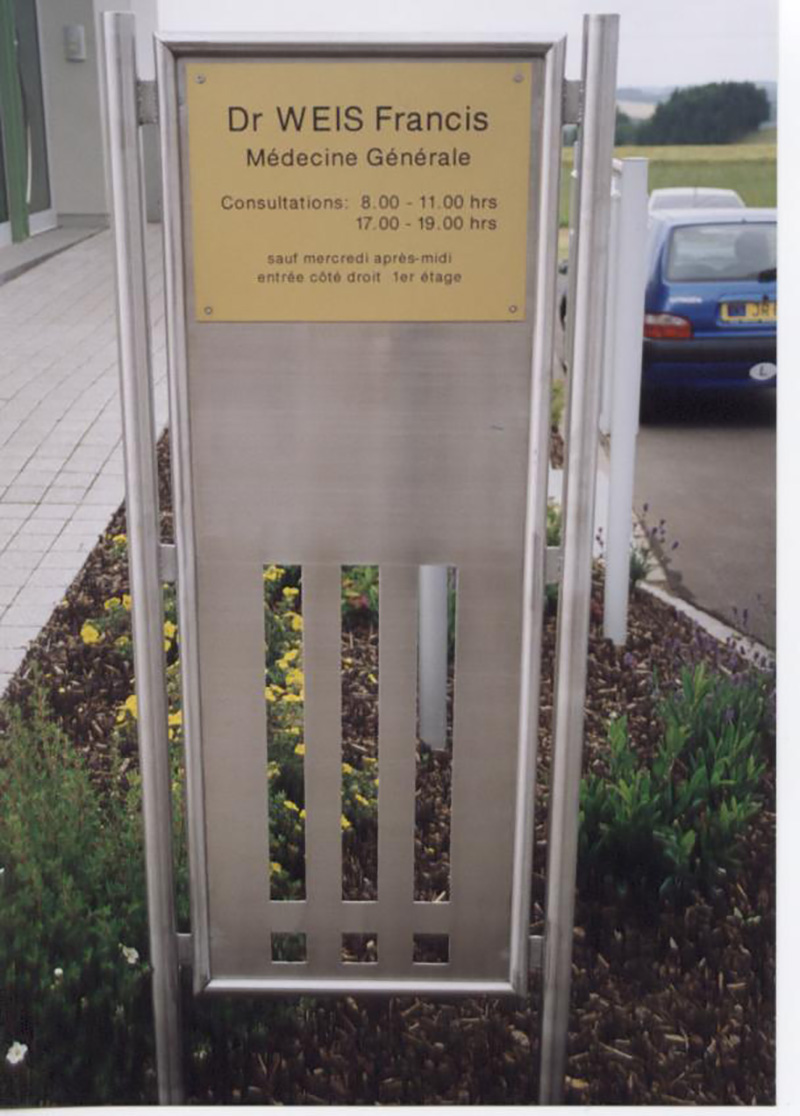 Dr WEIS Francis
Médecine Générale
Consultations: 8.00 - 11.00 hrs
17.00 - 19.00 hrs
sauf mercredi après-midi
entrée côté droit 1er étage
L